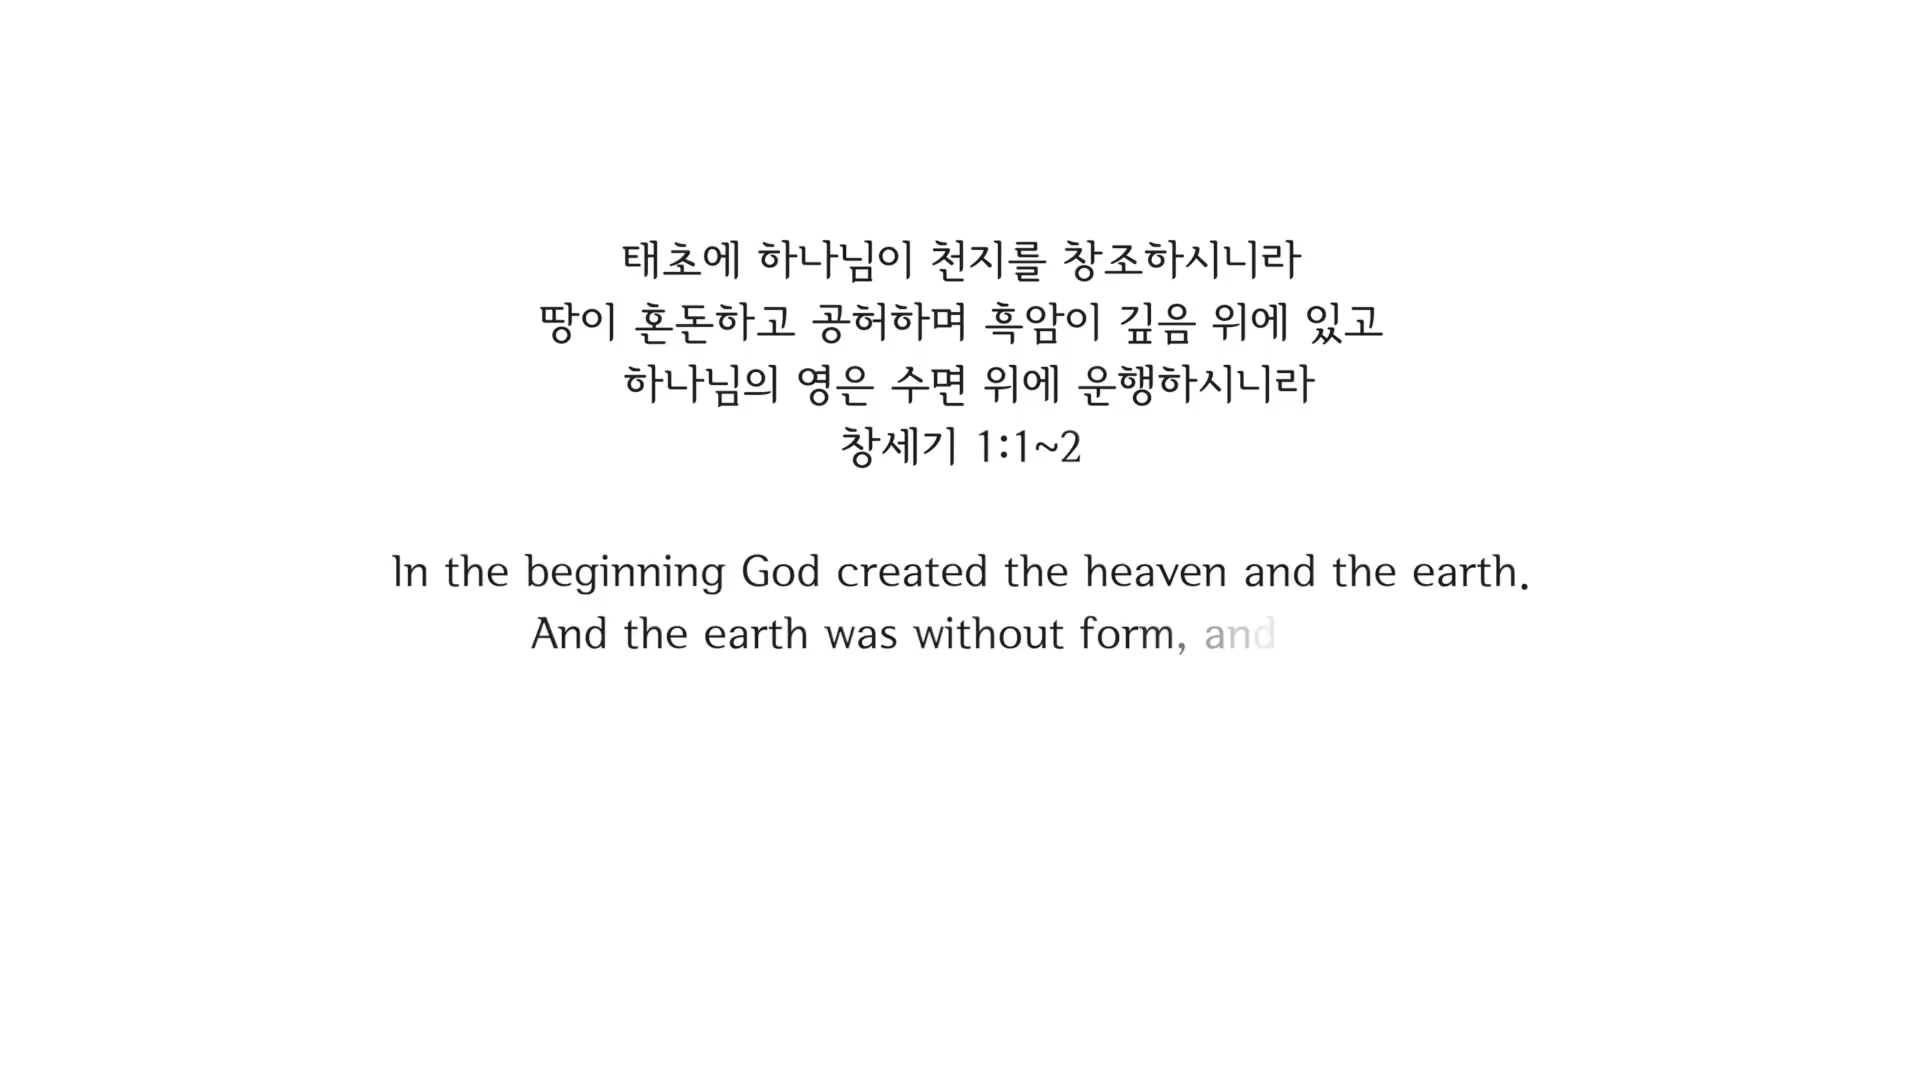 태초에 하나님이 천지를 창조하시니라
땅이 혼돈하고 공허하며 흑암이 깊음 위에 있고
하나님의 영은 수면 위에 운행하시니라
창세기 1:1~2
In the beginning God created the heaven and the earth.
And the earth was without form, and